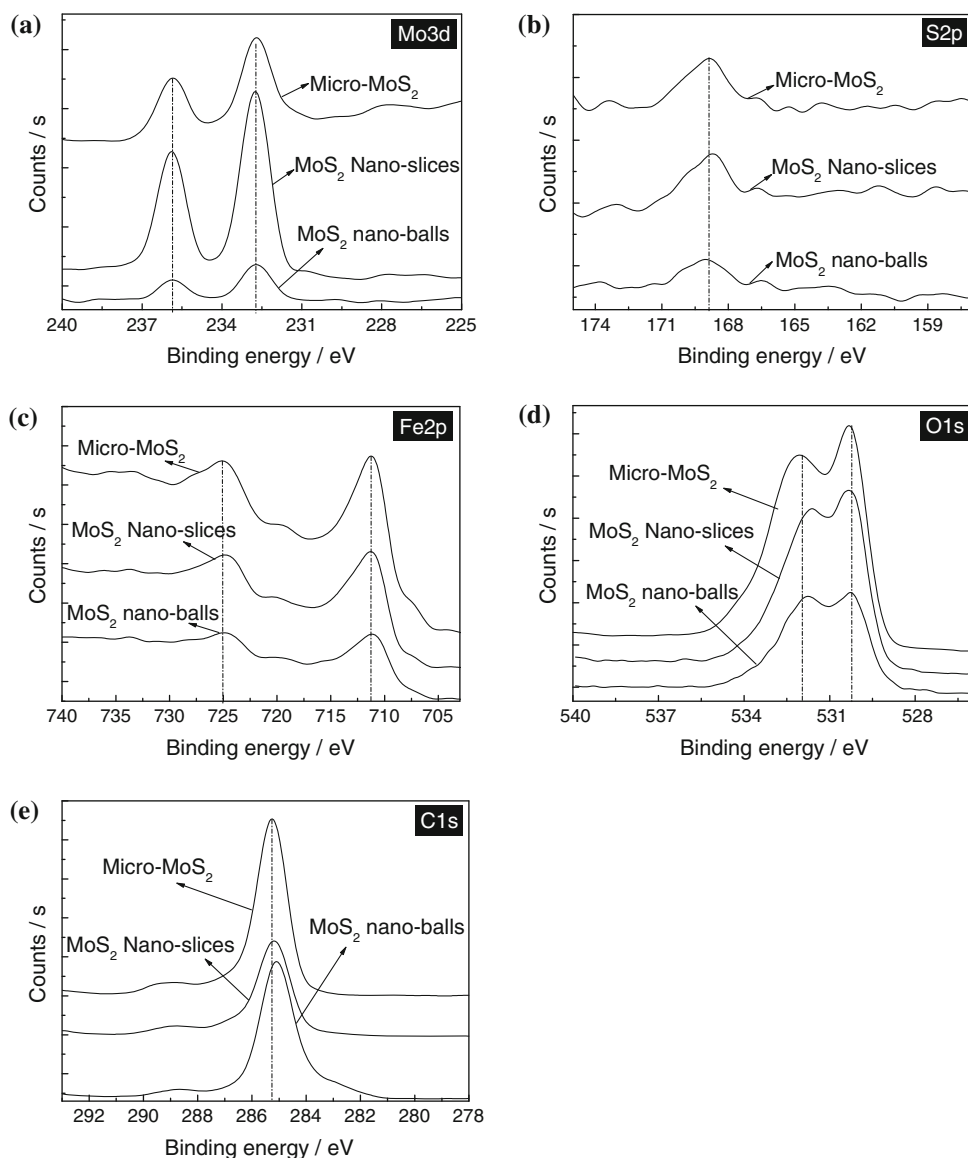 (a)
Mo3d
Micro-MoS₂
MoS₂ Nano-slices
MoS₂ nano-balls
Counts / s
240 237 234 231 228 225
Binding energy / eV
(b)
S2p
Micro-MoS₂
MoS₂ Nano-slices
MoS₂ nano-balls
Counts / s
174 171 168 165 162 159
Binding energy / eV
(c)
Fe2p
Micro-MoS₂
MoS₂ Nano-slices
MoS₂ nano-balls
Counts / s
740 735 730 725 720 715 710 705
Binding energy / eV
(d)
O1s
Micro-MoS₂
MoS₂ Nano-slices
MoS₂ nano-balls
Counts / s
540 537 534 531 528
Binding energy / eV
(e)
C1s
Micro-MoS₂
MoS₂ nano-balls
MoS₂ Nano-slices
Counts / s
292 290 288 286 284 282 280 278
Binding energy / eV